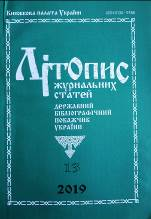 Книжкова палата України
Літопис
журнальних
статей
ДЕРЖАВНИЙ
БІБЛІОГРАФІЧНИЙ
ПОКАЖЧИК
УКРАЇНИ
13
2019